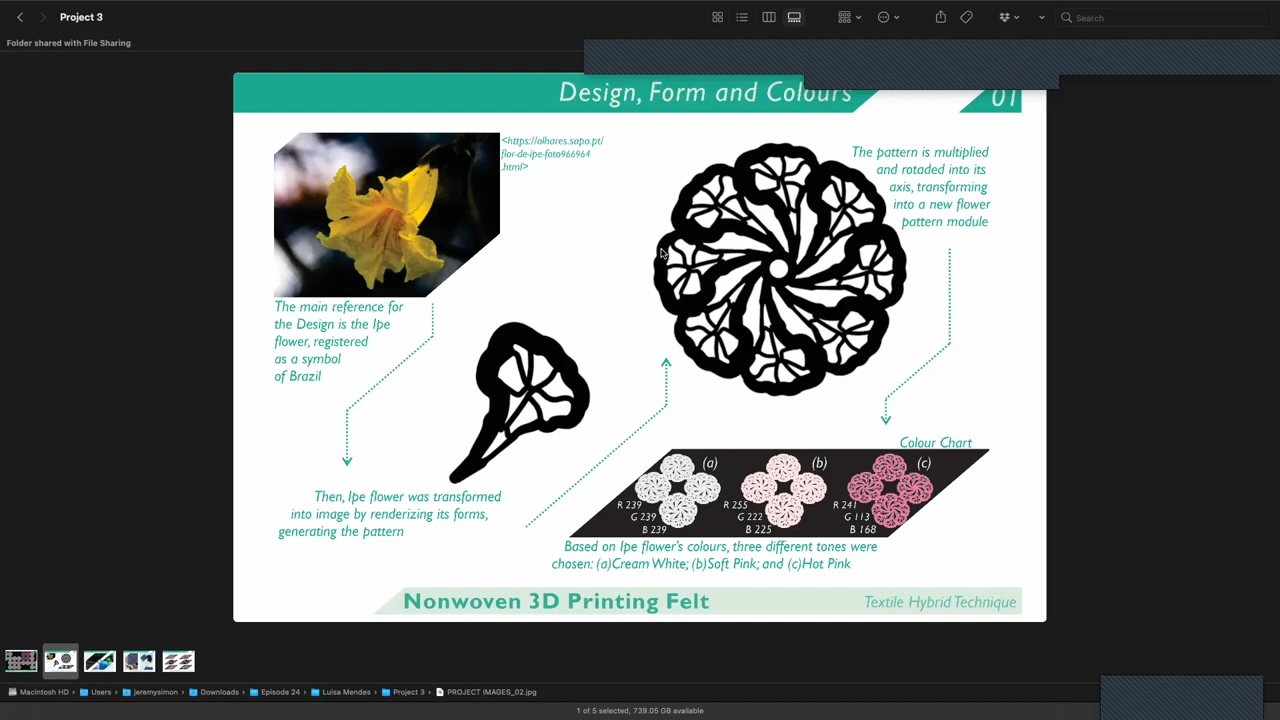 Project 3
Search
Folder shared with File Sharing
Design, Form and Colours
01
<https://olhares.sapo.pt/
flor-de-ipe-foto966964
.html>
The pattern is multiplied
and rotaded into its
axis, transforming
into a new flower
pattern module
The main reference for
the Design is the Ipe
flower, registered
as a symbol
of Brazil
Then, Ipe flower was transformed
into image by renderizing its forms,
generating the pattern
Colour Chart
(a)
(b)
(c)
R 239
G 239
B 239
R 255
G 222
B 225
R 241
G 113
B 168
Based on Ipe flower's colours, three different tones were
chosen: (a)Cream White; (b)Soft Pink; and (c)Hot Pink
Nonwoven 3D Printing Felt
Textile Hybrid Technique
Macintosh HD › Users › jeremysimon › Downloads › Episode 24 › Luisa Mendes › Project 3 › PROJECT IMAGES_02.jpg
1 of 5 selected, 739.05 GB available